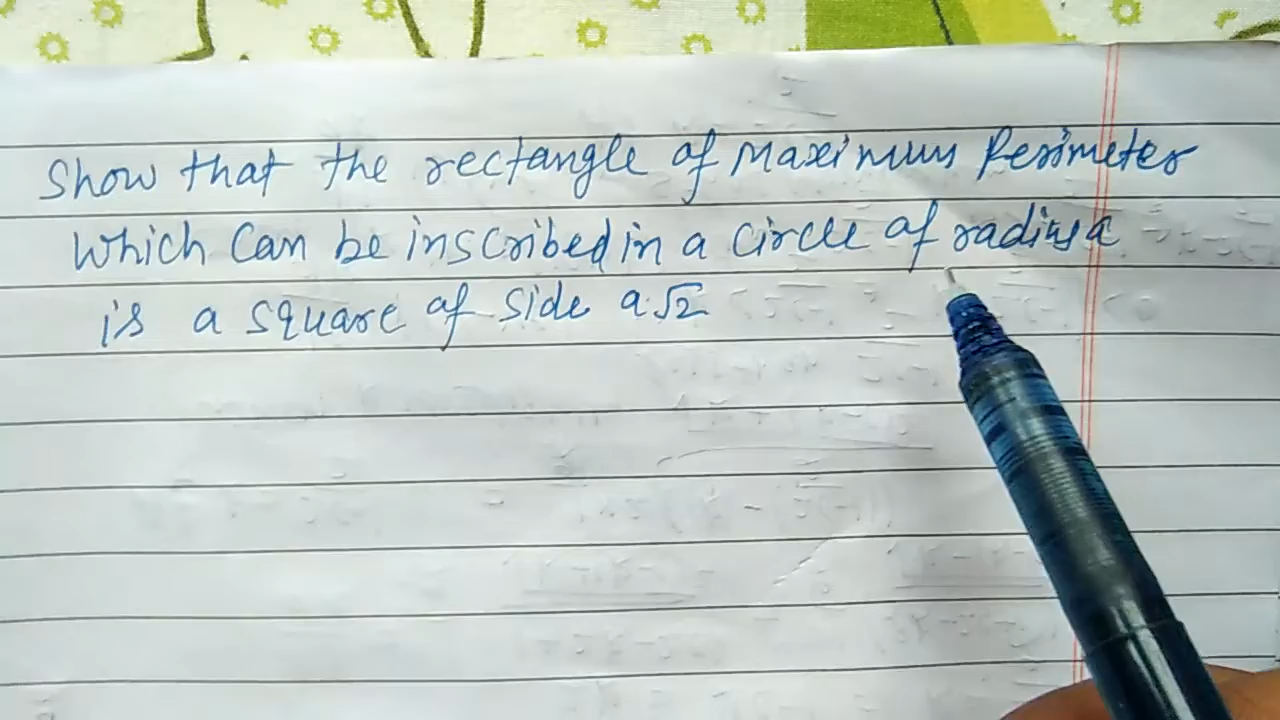 Show that the rectangle of Maximum Perimeter
which Can be inscribed in a Circle of radius a
is a square of side a√2